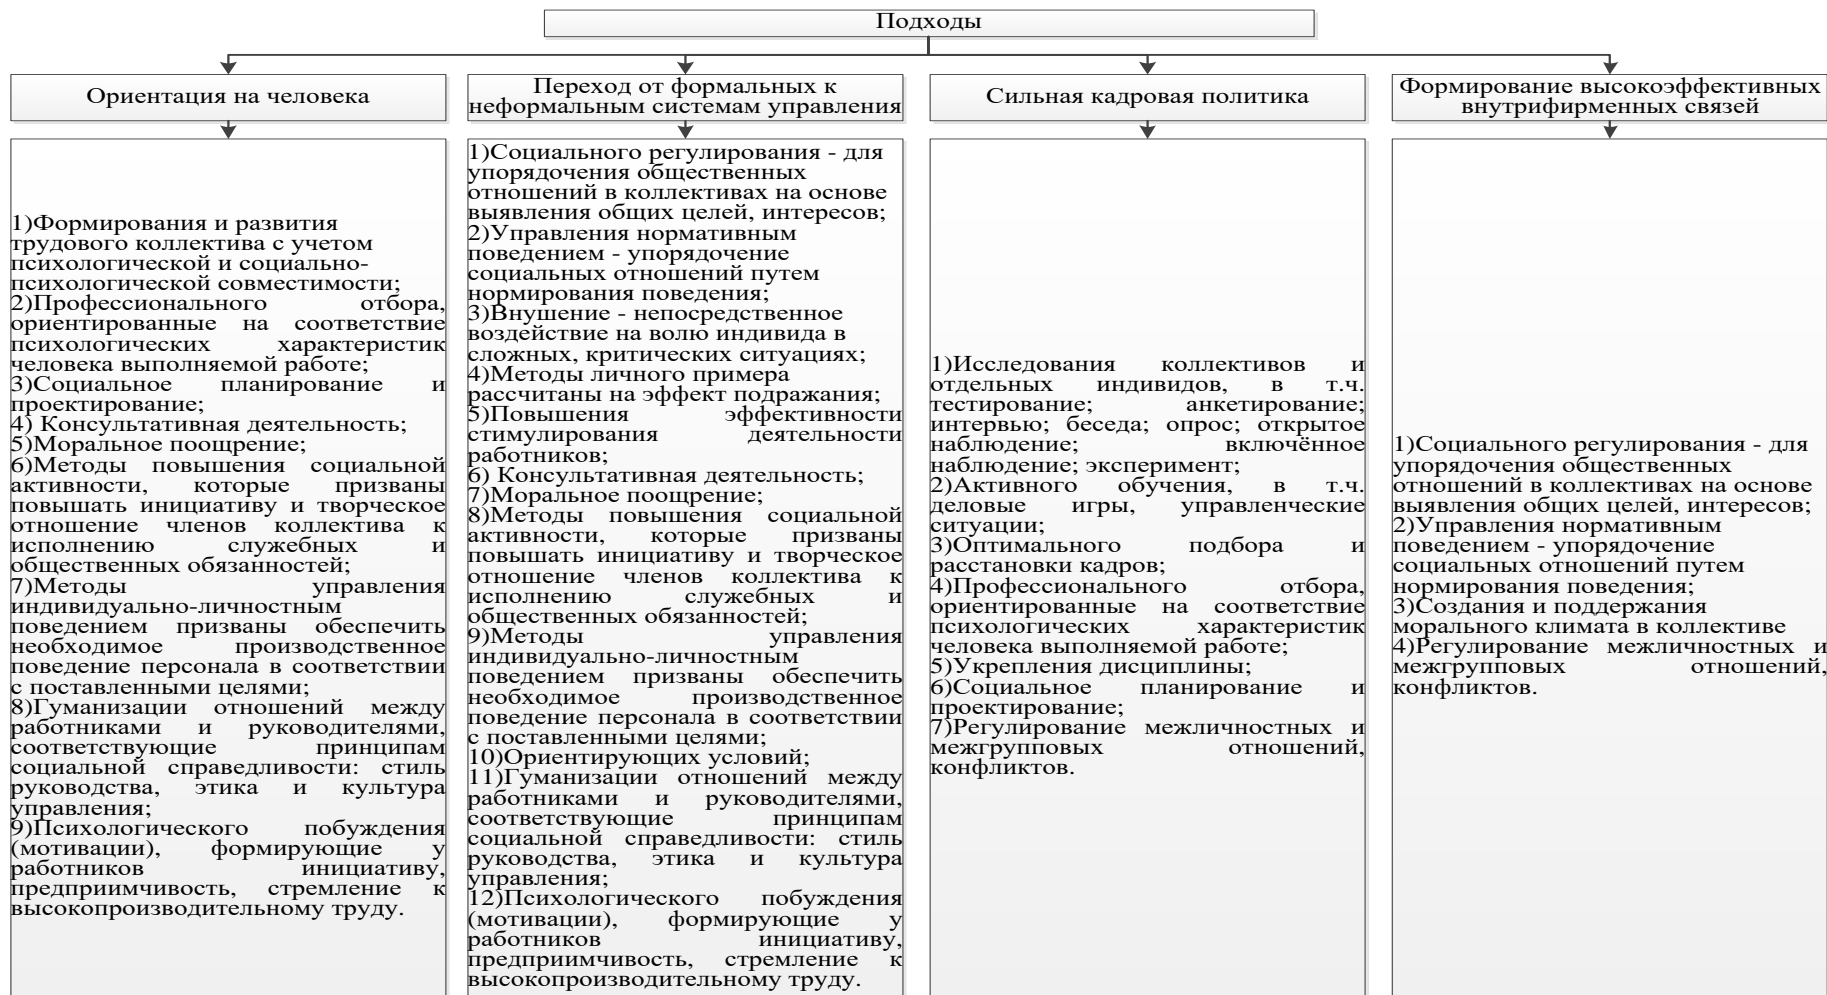 Подходы
Ориентация на человека
Переход от формальных к
неформальным системам управления
Сильная кадровая политика
Формирование высокоэффективных
внутрифирменных связей
1)Формирования и развития
трудового коллектива с учетом
психологической и социально-
психологической совместимости;
2)Профессионального отбора,
ориентированные на соответствие
психологических характеристик
человека выполняемой работе;
3)Социальное планирование и
проектирование;
4) Консультативная деятельность;
5)Моральное поощрение;
6)Методы повышения социальной
активности, которые призваны
повышать инициативу и творческое
отношение членов коллектива к
исполнению служебных и
общественных обязанностей;
7)Методы управления
индивидуально-личностным
поведением призваны обеспечить
необходимое производственное
поведение персонала в соответствии
с поставленными целями;
8)Гуманизации отношений между
работниками и руководителями,
соответствующие принципам
социальной справедливости: стиль
руководства, этика и культура
управления;
9)Психологического побуждения
(мотивации), формирующие у
работников инициативу,
предприимчивость, стремление к
высокопроизводительному труду.
1)Социального регулирования - для
упорядочения общественных
отношений в коллективах на основе
выявления общих целей, интересов;
2)Управления нормативным
поведением - упорядочение
социальных отношений путем
нормирования поведения;
3)Внушение - непосредственное
воздействие на волю индивида в
сложных, критических ситуациях;
4)Методы личного примера
рассчитаны на эффект подражания;
5)Повышения эффективности
стимулирования деятельности
работников;
6) Консультативная деятельность;
7)Моральное поощрение;
8)Методы повышения социальной
активности, которые призваны
повышать инициативу и творческое
отношение членов коллектива к
исполнению служебных и
общественных обязанностей;
9)Методы управления
индивидуально-личностным
поведением призваны обеспечить
необходимое производственное
поведение персонала в соответствии
с поставленными целями;
10)Ориентирующих условий;
11)Гуманизации отношений между
работниками и руководителями,
соответствующие принципам
социальной справедливости: стиль
руководства, этика и культура
управления;
12)Психологического побуждения
(мотивации), формирующие у
работников инициативу,
предприимчивость, стремление к
высокопроизводительному труду.
1)Исследования коллективов и
отдельных индивидов, в т.ч.
тестирование; анкетирование;
интервью; беседа; опрос; открытое
наблюдение; включённое
наблюдение; эксперимент;
2)Активного обучения, в т.ч.
деловые игры, управленческие
ситуации;
3)Оптимального подбора и
расстановки кадров;
4)Профессионального отбора,
ориентированные на соответствие
психологических характеристик
человека выполняемой работе;
5)Укрепления дисциплины;
6)Социальное планирование и
проектирование;
7)Регулирование межличностных и
межгрупповых отношений,
конфликтов.
1)Социального регулирования - для
упорядочения общественных
отношений в коллективах на основе
выявления общих целей, интересов;
2)Управления нормативным
поведением - упорядочение
социальных отношений путем
нормирования поведения;
3)Создания и поддержания
морального климата в коллективе
4)Регулирование межличностных и
межгрупповых отношений,
конфликтов.